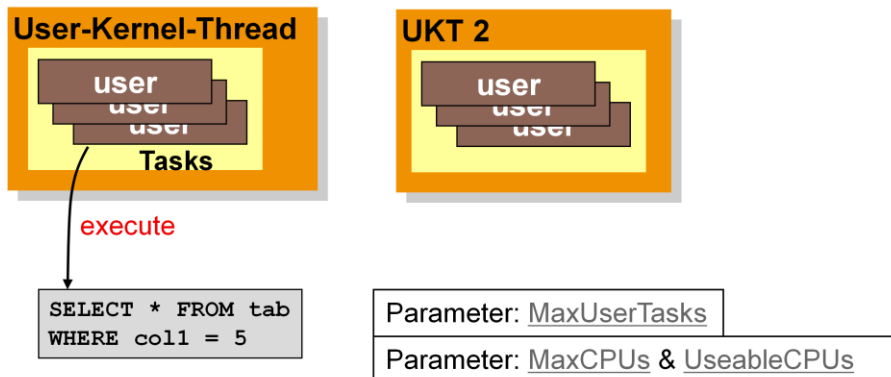 User-Kernel-Thread
user
user
user
Tasks
UKT 2
user
user
user
execute
SELECT * FROM tab
WHERE col1 = 5
Parameter: MaxUserTasks
Parameter: MaxCPUs & UseableCPUs